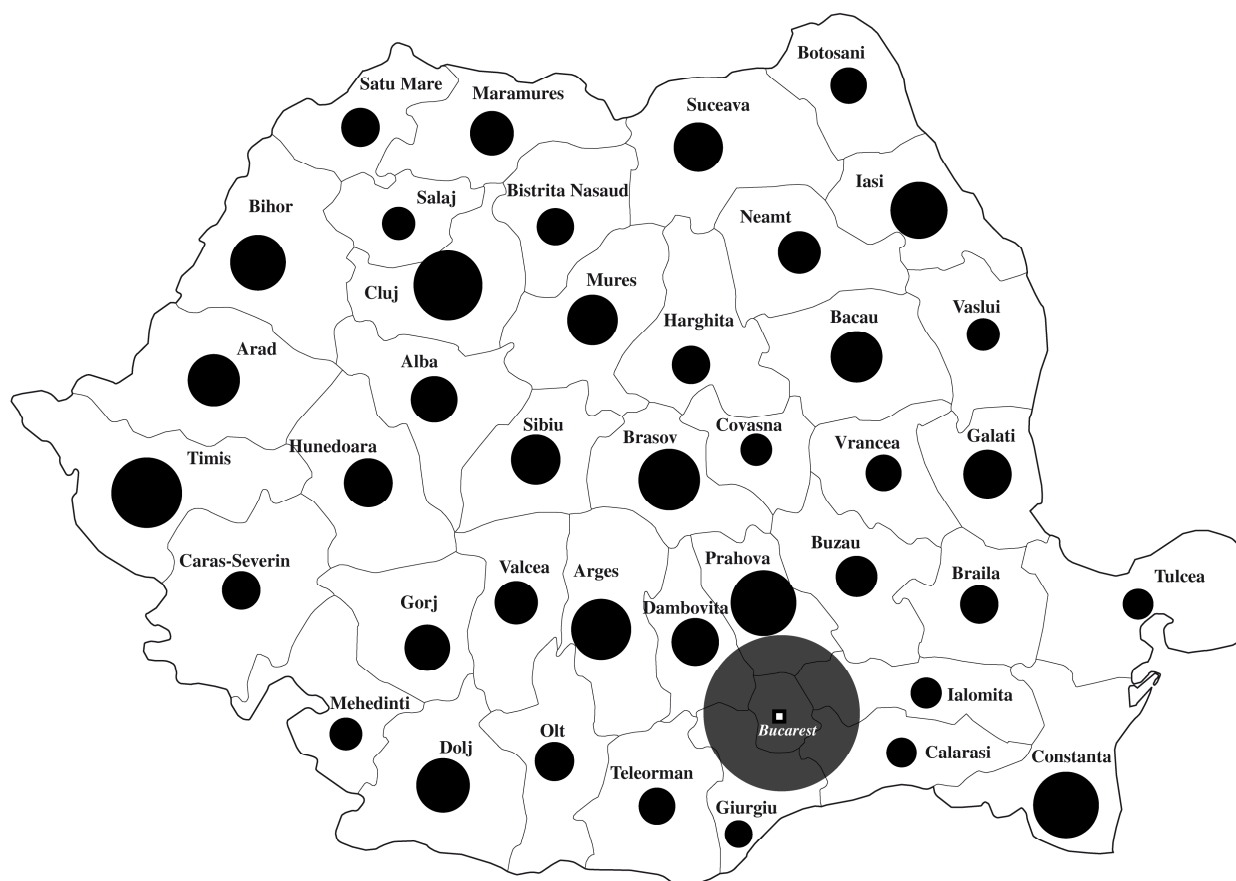 Botosani
Satu Mare
Maramures
Suceava
Iasi
Bihor
Salaj
Bistrita Nasaud
Neamt
Cluj
Mures
Harghita
Bacau
Vaslui
Arad
Alba
Timis
Hunedoara
Sibiu
Brasov
Covasna
Vrancea
Galati
Caras-Severin
Valcea
Arges
Prahova
Buzau
Braila
Tulcea
Gorj
Dambovita
Mehedinti
Ialomita
Dolj
Olt
Bucarest
Teleorman
Calarasi
Constanta
Giurgiu